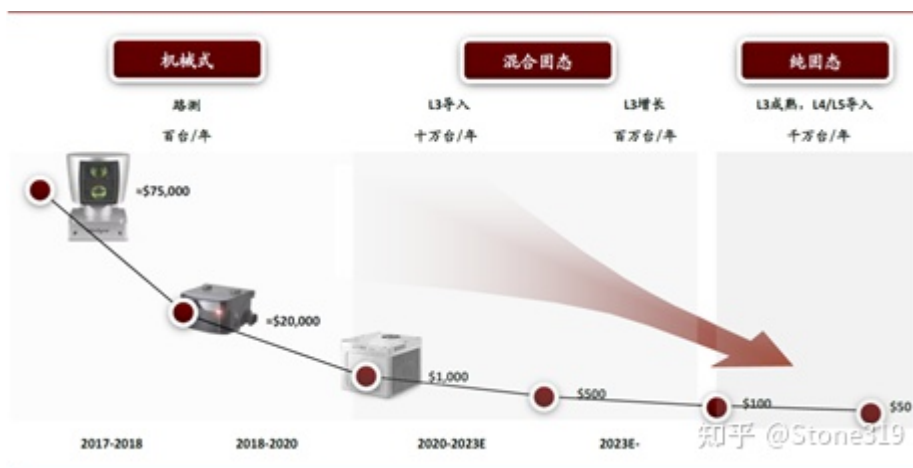 机械式
混合固态
纯固态
路测
L3导入
L3增长
L3成熟，L4/L5导入
百台/年
十万台/年
百万台/年
千万台/年
≈$75,000
≈$20,000
$1,000
$500
$100
$50
2017-2018
2018-2020
2020-2023E
2023E-
知乎 @Stone319